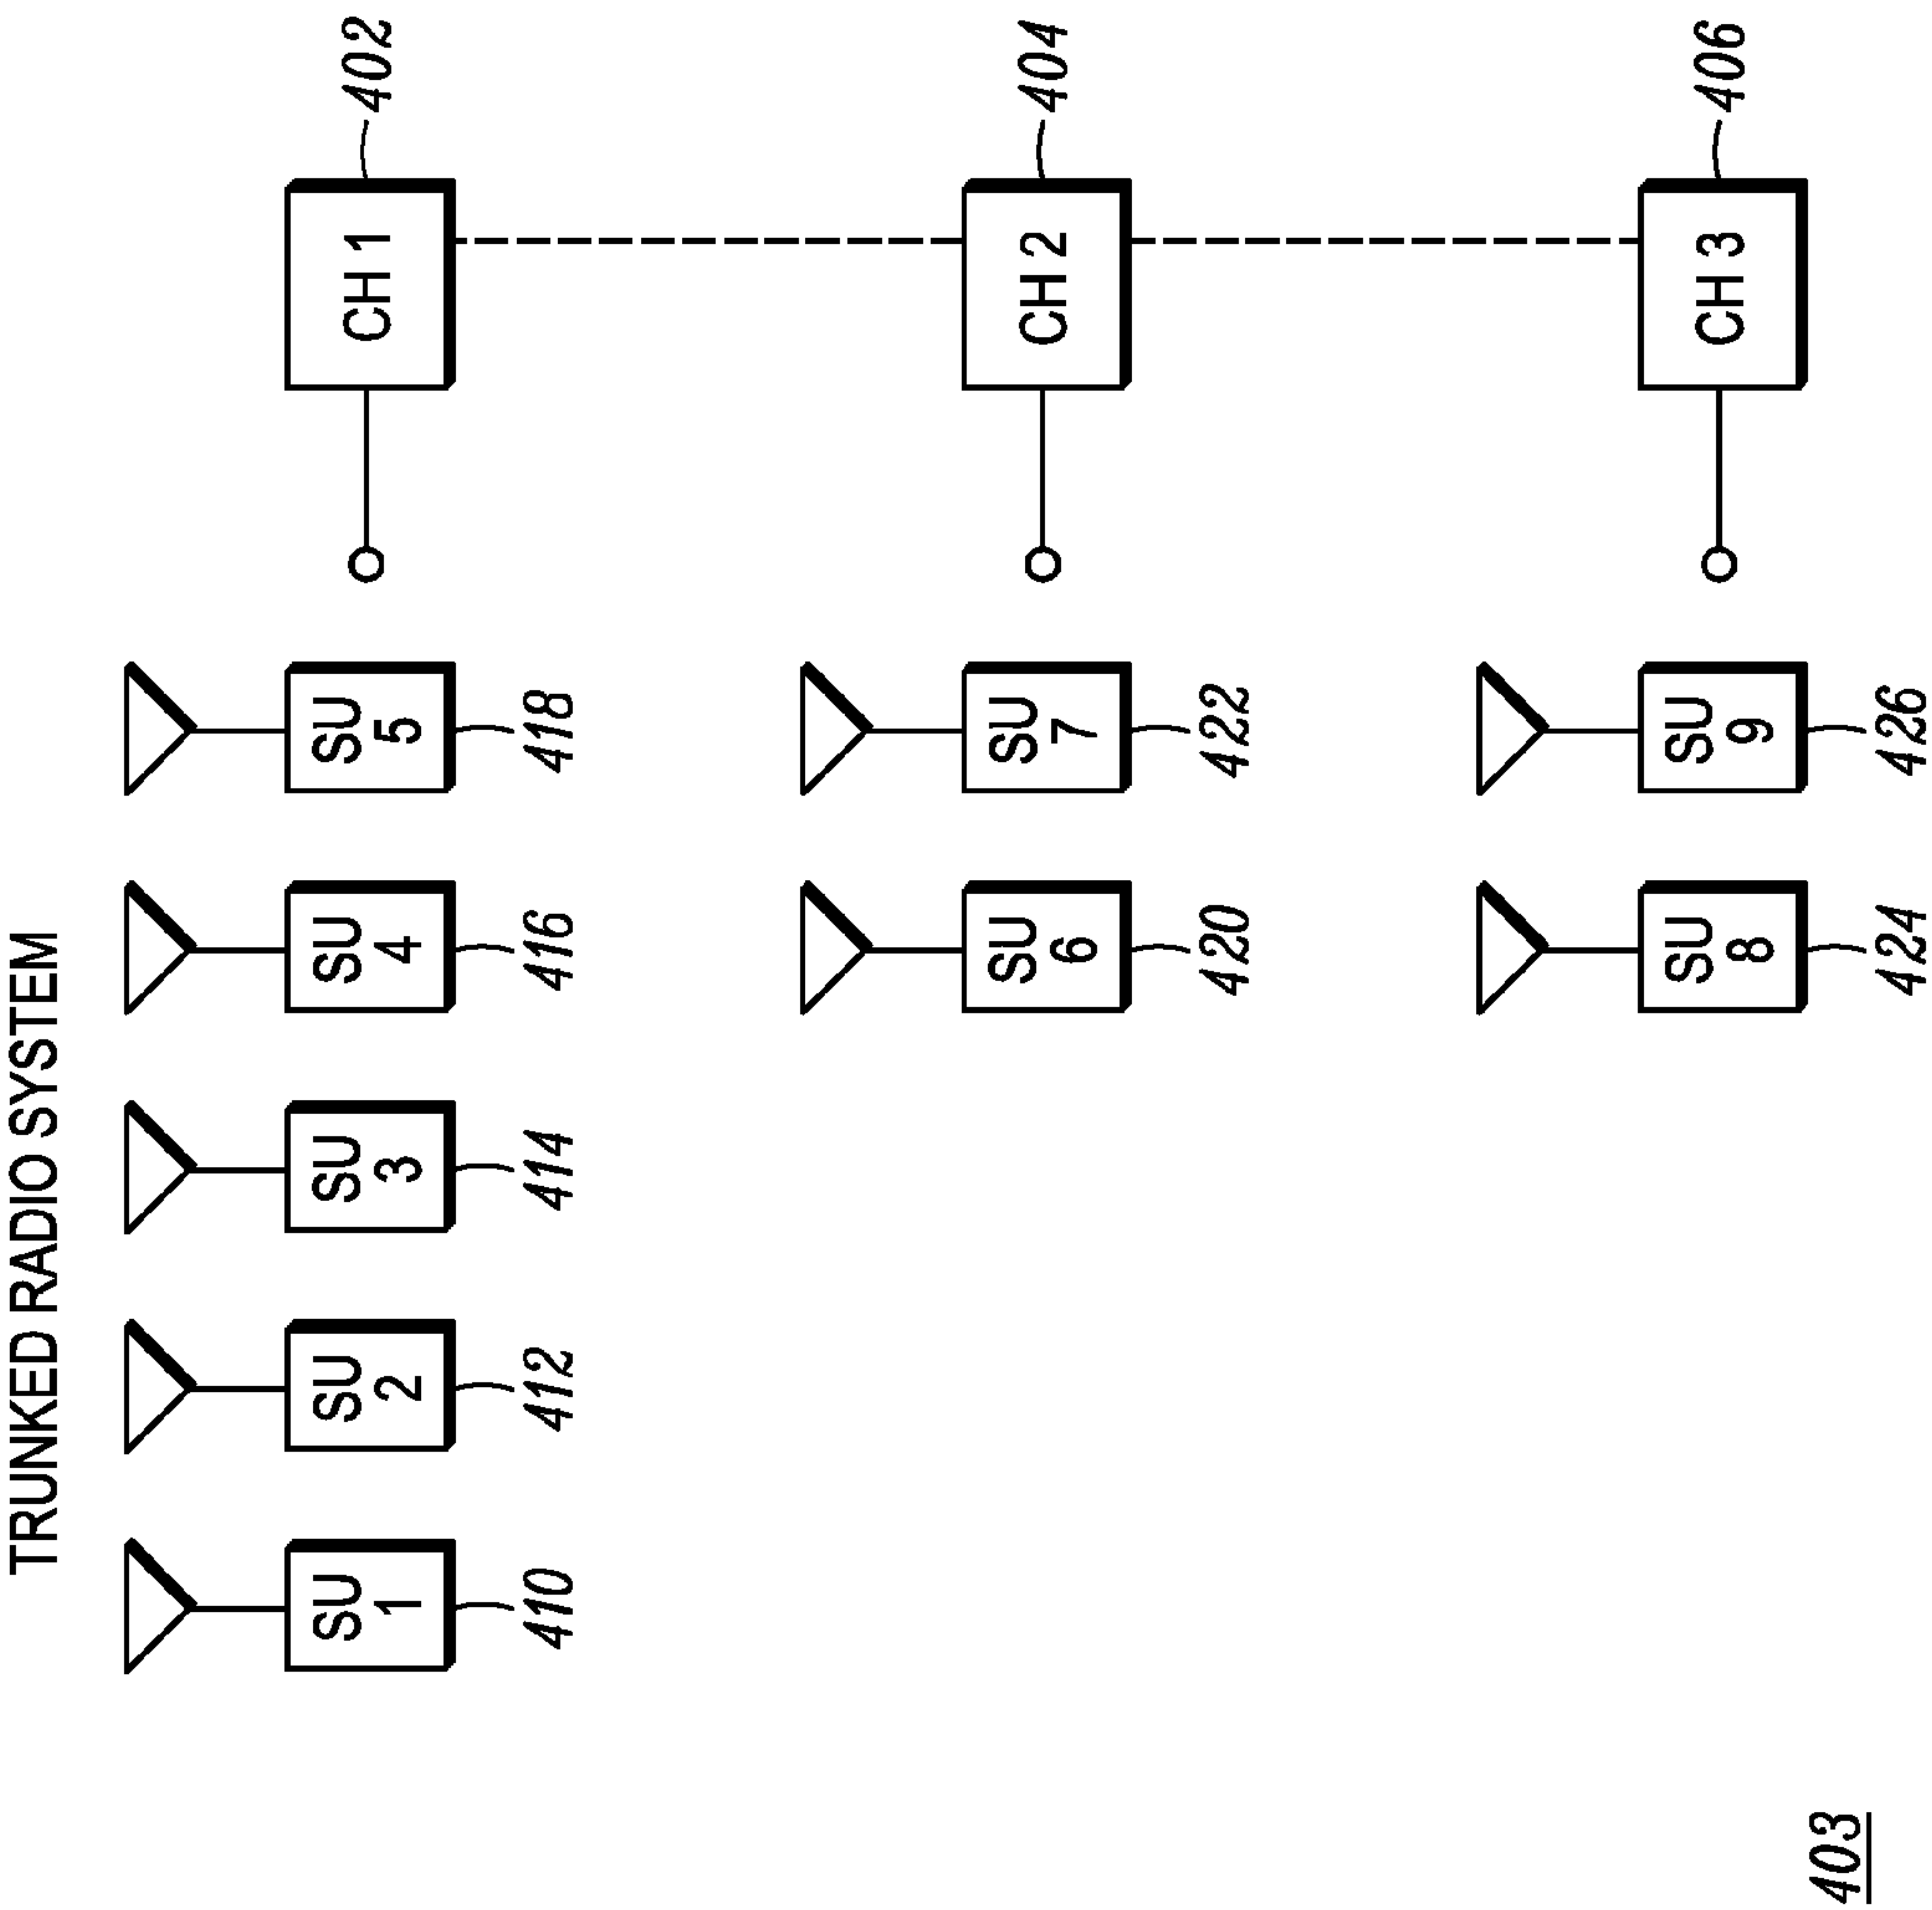 TRUNKED RADIO SYSTEM
SU
1
SU
2
SU
3
SU
4
SU
5
CH 1
402
410
412
414
416
418
SU
6
SU
7
CH 2
404
420
422
SU
8
SU
9
CH 3
406
403
424
426